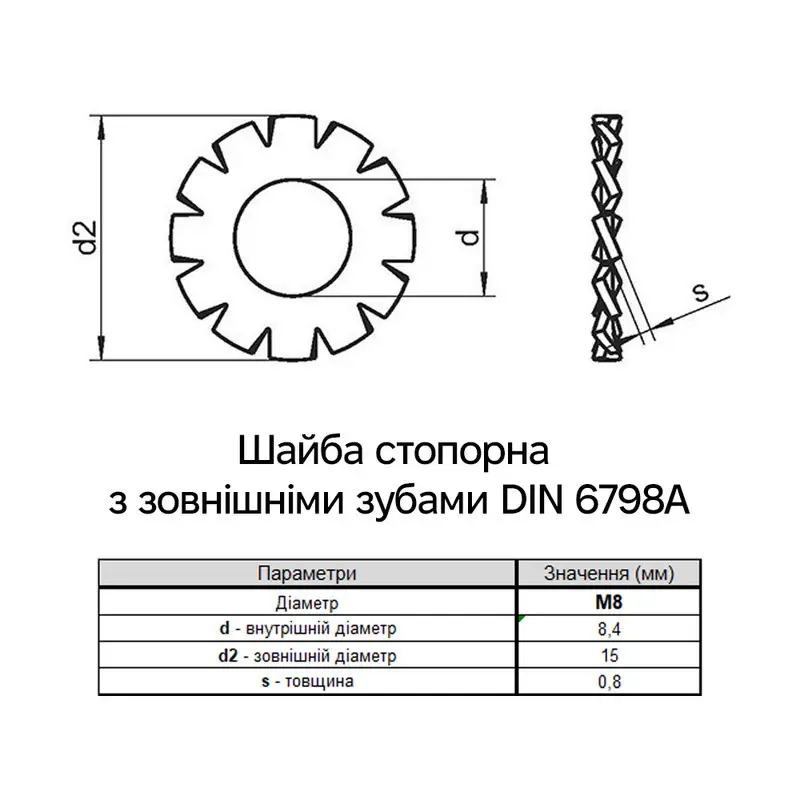 d2
d
s
Шайба стопорна
з зовнішніми зубами DIN 6798A
Параметри Значення (мм)
Діаметр M8
d - внутрішній діаметр 8,4
d2 - зовнішній діаметр 15
s - товщина 0,8